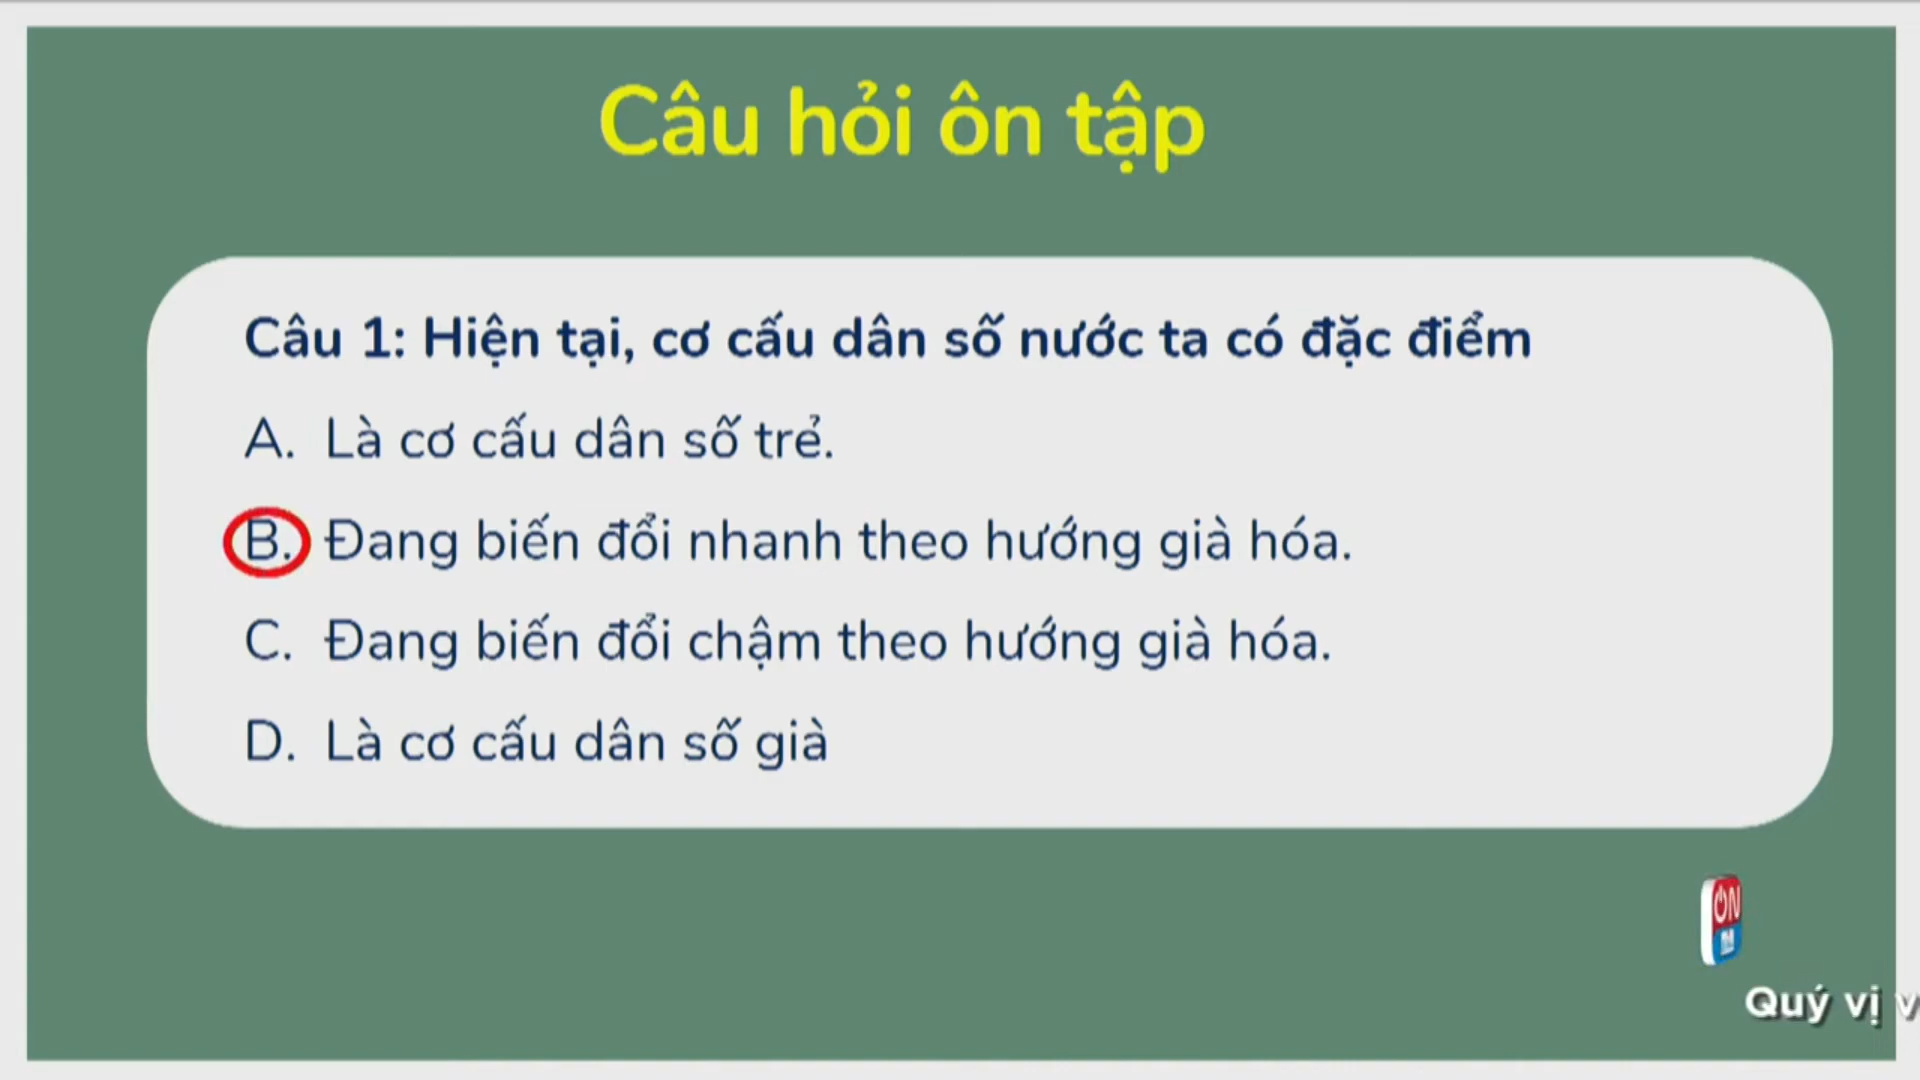 Câu hỏi ôn tập
Câu 1: Hiện tại, cơ cấu dân số nước ta có đặc điểm
A. Là cơ cấu dân số trẻ.
B. Đang biến đổi nhanh theo hướng già hóa.
C. Đang biến đổi chậm theo hướng già hóa.
D. Là cơ cấu dân số già
ON
Quý vị